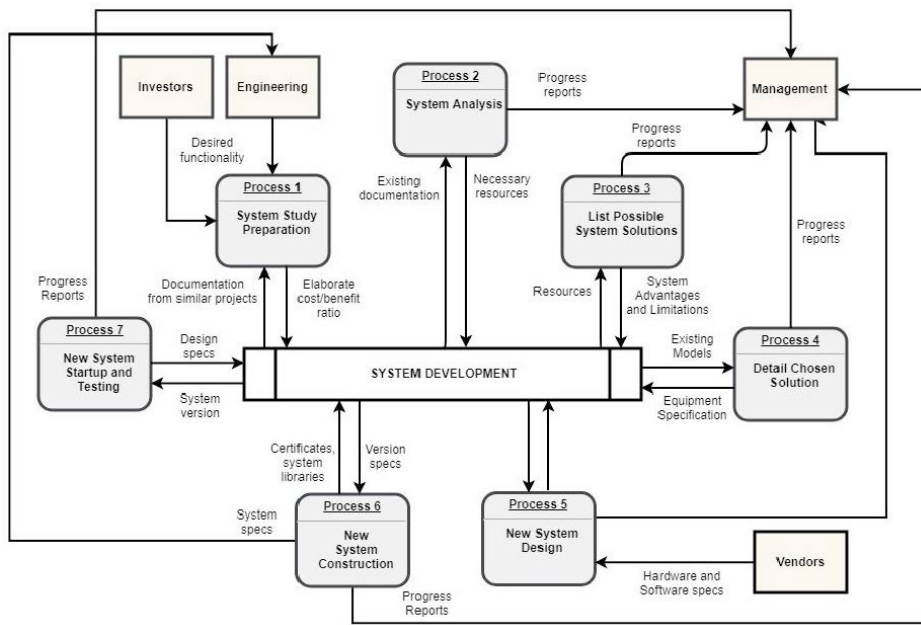 Investors
Engineering
Process 2
System Analysis
Progress
reports
Management
Desired
functionality
Existing
documentation
Necessary
resources
Progress
reports
Process 1
System Study
Preparation
Process 3
List Possible
System Solutions
Progress
reports
Progress
Reports
Documentation
from similar projects
Elaborate
cost/benefit
ratio
Resources
System
Advantages
and Limitations
Process 7
New System
Startup and
Testing
Design
specs
System
version
SYSTEM DEVELOPMENT
Existing
Models
Equipment
Specification
Process 4
Detail Chosen
Solution
Certificates,
system
libraries
Version
specs
System
specs
Process 6
New
System
Construction
Process 5
New System
Design
Vendors
Hardware and
Software specs
Progress
Reports